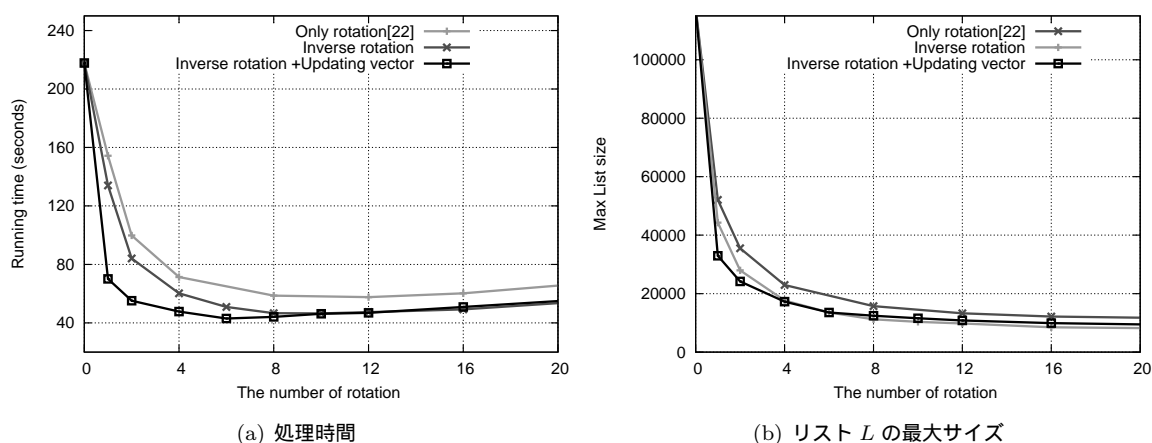 240
200
160
120
80
40
Running time (seconds)
0 4 8 12 16 20
The number of rotation
Only rotation[22]
Inverse rotation
Inverse rotation +Updating vector
(a) 処理時間
100000
80000
60000
40000
20000
0
Max List size
0 4 8 12 16 20
The number of rotation
Only rotation[22]
Inverse rotation
Inverse rotation +Updating vector
(b) リスト L の最大サイズ